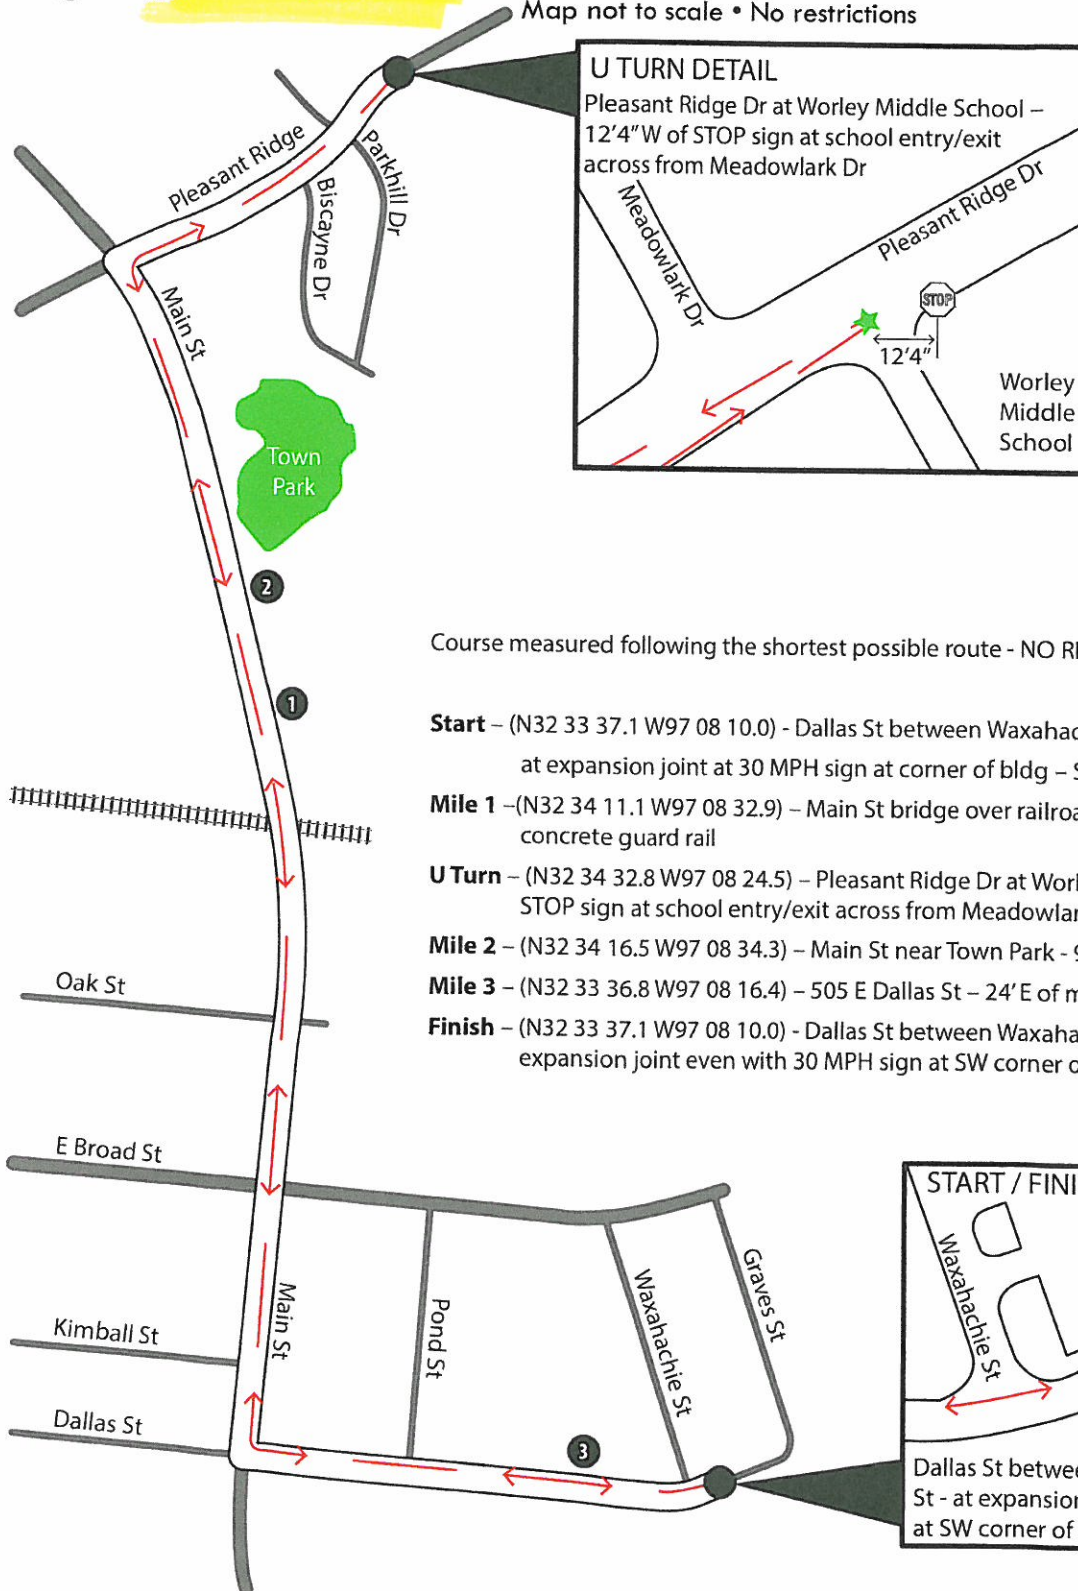 Map not to scale • No restrictions
U TURN DETAIL
Pleasant Ridge Dr at Worley Middle School –
12'4"W of STOP sign at school entry/exit
across from Meadowlark Dr
Meadowlark Dr
Pleasant Ridge Dr
STOP
12'4"
Worley
Middle
School
Pleasant Ridge
Parkhill Dr
Biscayne Dr
Main St
Town
Park
2
1
Course measured following the shortest possible route - NO
Start – (N32 33 37.1 W97 08 10.0) - Dallas St between
at expansion joint at 30 MPH sign at corner of bldg –
Mile 1 –(N32 34 11.1 W97 08 32.9) – Main St bridge over
concrete guard rail
U Turn – (N32 34 32.8 W97 08 24.5) – Pleasant Ridge Dr at
STOP sign at school entry/exit across from
Mile 2 – (N32 34 16.5 W97 08 34.3) – Main St near Town Park -
Mile 3 – (N32 33 36.8 W97 08 16.4) – 505 E Dallas St – 24' E of
Finish – (N32 33 37.1 W97 08 10.0) - Dallas St between
expansion joint even with 30 MPH sign at SW corner
Oak St
E Broad St
Kimball St
Dallas St
Main St
Pond St
Waxahachie St
Graves St
3
START / FINI
Waxahachie St
Dallas St betwee
St - at expansion
at SW corner of